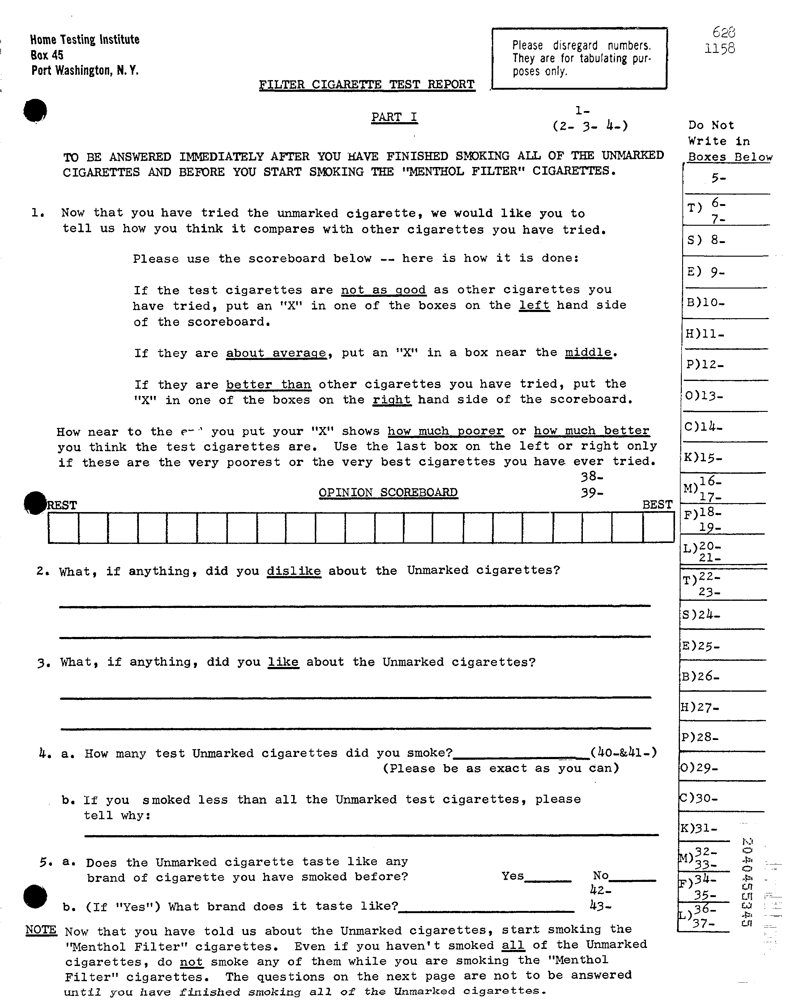 Home Testing Institute
Box 45
Port Washington, N. Y.
Please disregard numbers.
They are for tabulating pur-
poses only.
628
1158
FILTER CIGARETTE TEST REPORT
PART I
1-
(2- 3- 4-)
Do Not
Write in
Boxes Below
TO BE ANSWERED IMMEDIATELY AFTER YOU HAVE FINISHED SMOKING ALL OF THE UNMARKED
CIGARETTES AND BEFORE YOU START SMOKING THE "MENTHOL FILTER" CIGARETTES.
1. Now that you have tried the unmarked cigarette, we would like you to
tell us how you think it compares with other cigarettes you have tried.
Please use the scoreboard below -- here is how it is done:
If the test cigarettes are not as good as other cigarettes you
have tried, put an "X" in one of the boxes on the left hand side
of the scoreboard.
If they are about average, put an "X" in a box near the middle.
If they are better than other cigarettes you have tried, put the
"X" in one of the boxes on the right hand side of the scoreboard.
How near to the you put your "X" shows how much poorer or how much better
you think the test cigarettes are. Use the last box on the left or right only
if these are the very poorest or the very best cigarettes you have ever tried.
38-
OPINION SCOREBOARD 39-
REST BEST
2. What, if anything, did you dislike about the Unmarked cigarettes?
3. What, if anything, did you like about the Unmarked cigarettes?
4. a. How many test Unmarked cigarettes did you smoke? (40-&41-)
(Please be as exact as you can)
b. If you smoked less than all the Unmarked test cigarettes, please
tell why:
5. a. Does the Unmarked cigarette taste like any
brand of cigarette you have smoked before? Yes No
42-
b. (If "Yes") What brand does it taste like? 43-
NOTE Now that you have told us about the Unmarked cigarettes, start smoking the
"Menthol Filter" cigarettes. Even if you haven't smoked all of the Unmarked
cigarettes, do not smoke any of them while you are smoking the "Menthol
Filter" cigarettes. The questions on the next page are not to be answered
until you have finished smoking all of the Unmarked cigarettes.
5-
T) 6-
7-
S) 8-
E) 9-
B)10-
H)11-
P)12-
O)13-
C)14-
K)15-
M)16-
17-
F)18-
19-
L)20-
21-
T)22-
23-
S)24-
E)25-
B)26-
H)27-
P)28-
O)29-
C)30-
K)31-
M)32-
33-
F)34-
35-
L)36-
37-
2040455345